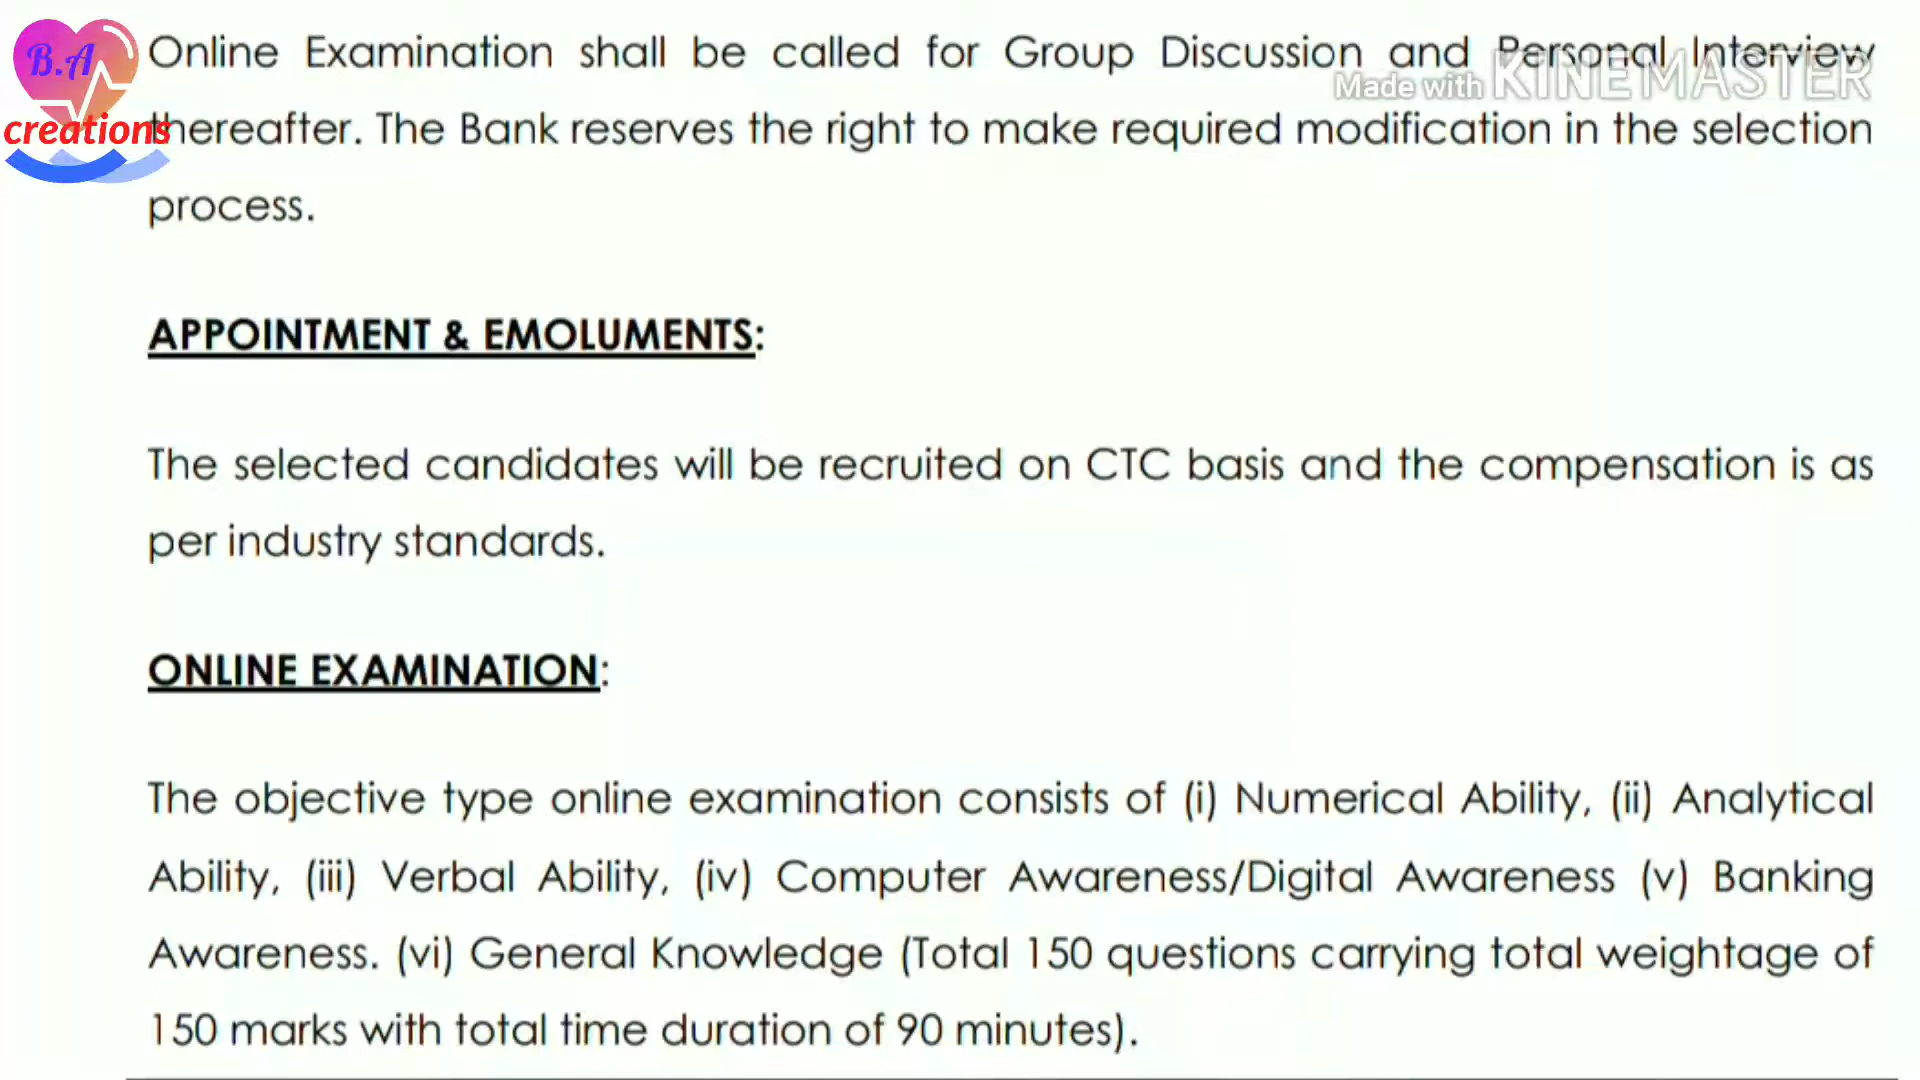 B.A
creations
Made with KINEMASTER
Online Examination shall be called for Group Discussion and Personal Interview
thereafter. The Bank reserves the right to make required modification in the selection
process.
APPOINTMENT & EMOLUMENTS:
The selected candidates will be recruited on CTC basis and the compensation is as
per industry standards.
ONLINE EXAMINATION:
The objective type online examination consists of (i) Numerical Ability, (ii) Analytical
Ability, (iii) Verbal Ability, (iv) Computer Awareness/Digital Awareness (v) Banking
Awareness. (vi) General Knowledge (Total 150 questions carrying total weightage of
150 marks with total time duration of 90 minutes).